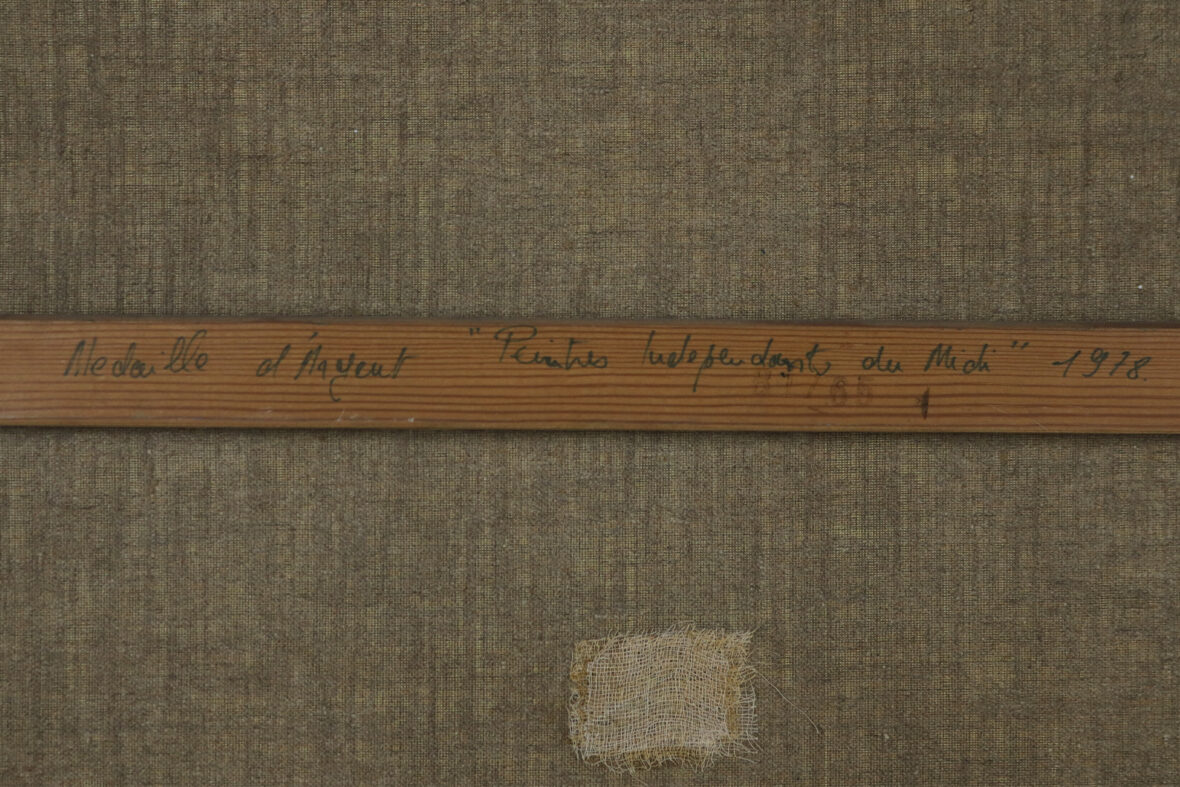 Medaille d'Argent "Peintres Independants du Midi" 1978.